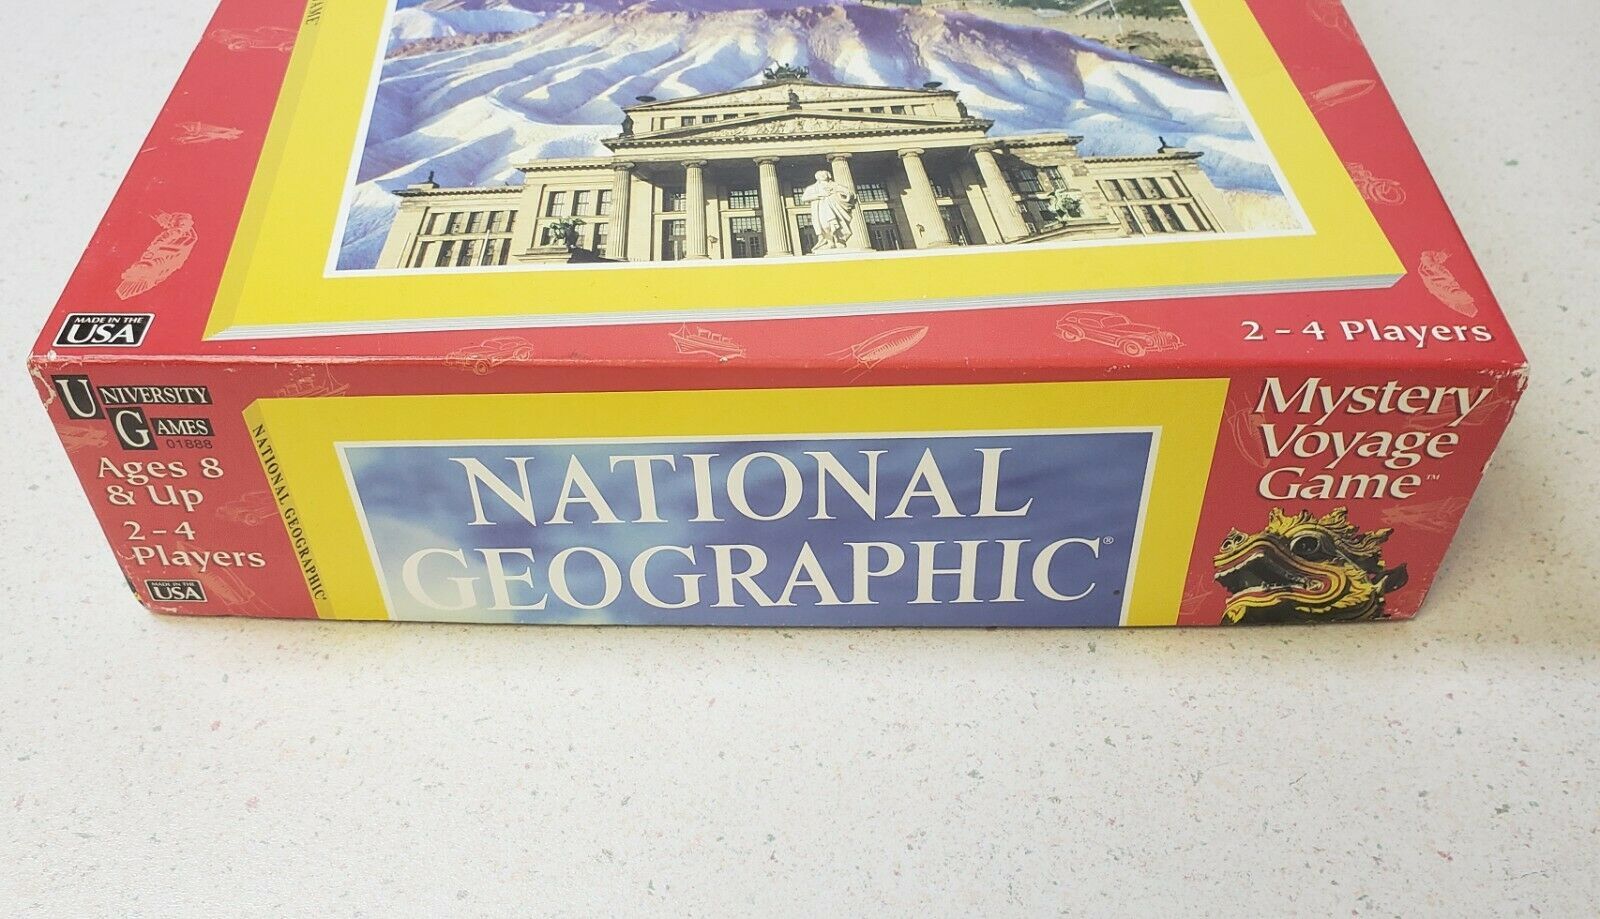 GAME
MADE IN THE
USA
2 - 4 Players
UNIVERSITY
GAMES
01888
Ages 8
& Up
2 - 4
Players
MADE IN THE
USA
NATIONAL GEOGRAPHIC
NATIONAL
GEOGRAPHIC®
Mystery
Voyage
Game™